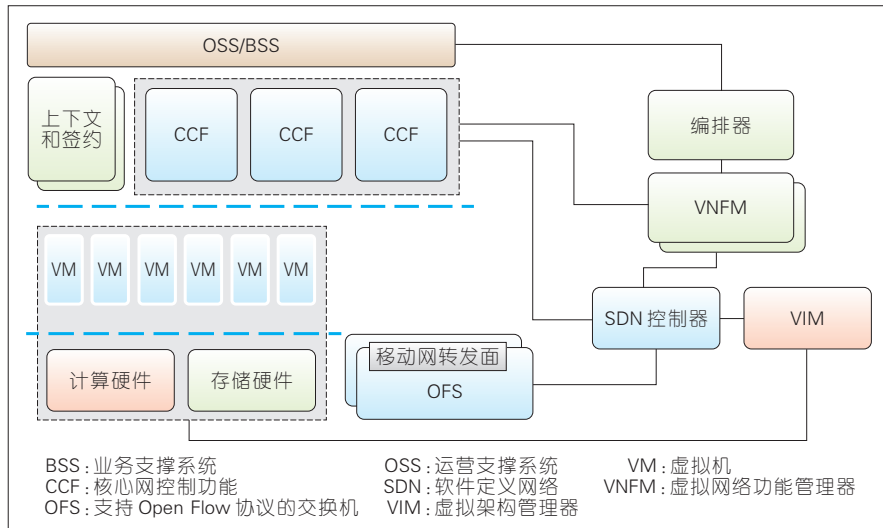 OSS/BSS
上下文
和签约
CCF
CCF
CCF
编排器
VNFM
VM
VM
VM
VM
VM
VM
SDN 控制器
VIM
计算硬件
存储硬件
移动网转发面
OFS
BSS:业务支撑系统 OSS:运营支撑系统 VM:虚拟机
CCF:核心网控制功能 SDN:软件定义网络 VNFM:虚拟网络功能管理器
OFS:支持 Open Flow 协议的交换机 VIM:虚拟架构管理器